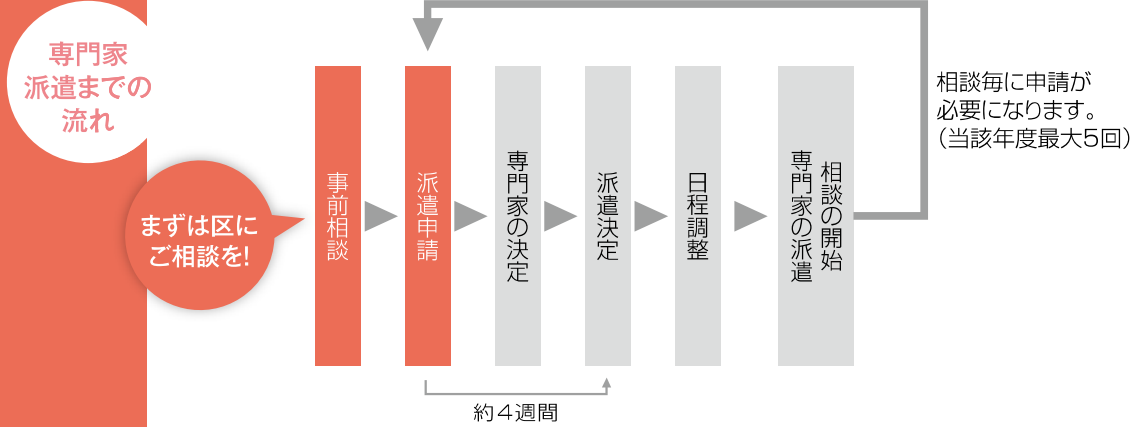 専門家
派遣までの
流れ
まずは区に
ご相談を!
事前相談
派遣申請
専門家の決定
派遣決定
日程調整
相談の開始
専門家の派遣
相談毎に申請が
必要になります。
（当該年度最大5回）
約4週間